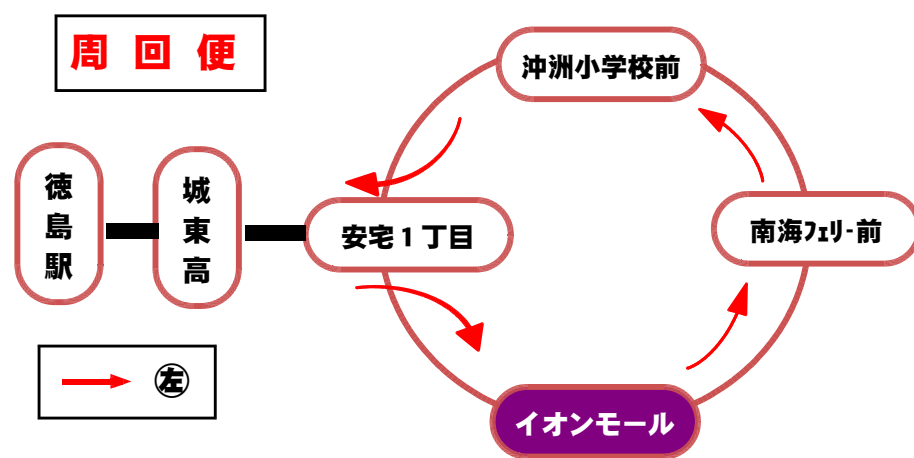 周回便
沖洲小学校前
徳島駅
城東高
安宅1丁目
南海ﾌｪﾘｰ前
㊧
イオンモール